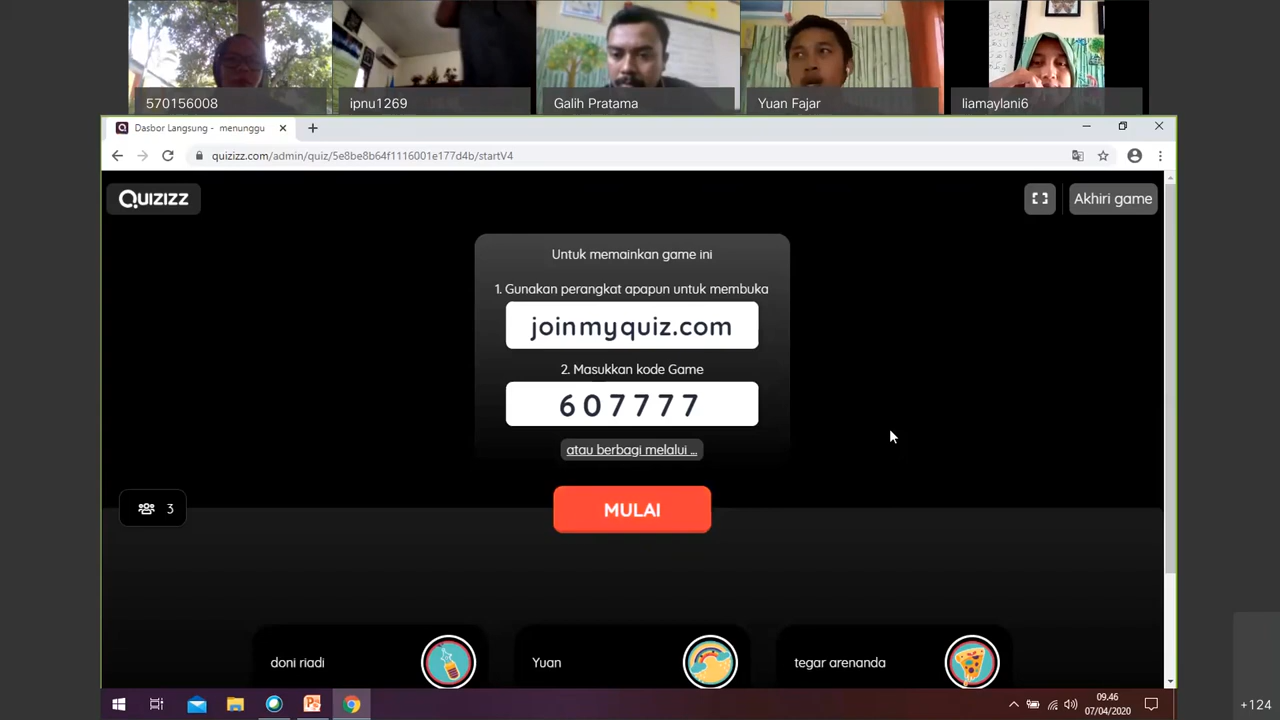 570156008
ipnu1269
Galih Pratama
Yuan Fajar
liamaylani6
Dasbor Langsung - menunggu
quizizz.com/admin/quiz/5e8be8b64f1116001e177d4b/startV4
Quizizz
Akhiri game
Untuk memainkan game ini
1. Gunakan perangkat apapun untuk membuka
joinmyquiz.com
2. Masukkan kode Game
607777
atau berbagi melalui ...
MULAI
3
doni riadi
Yuan
tegar arenanda
09.46
07/04/2020
+124